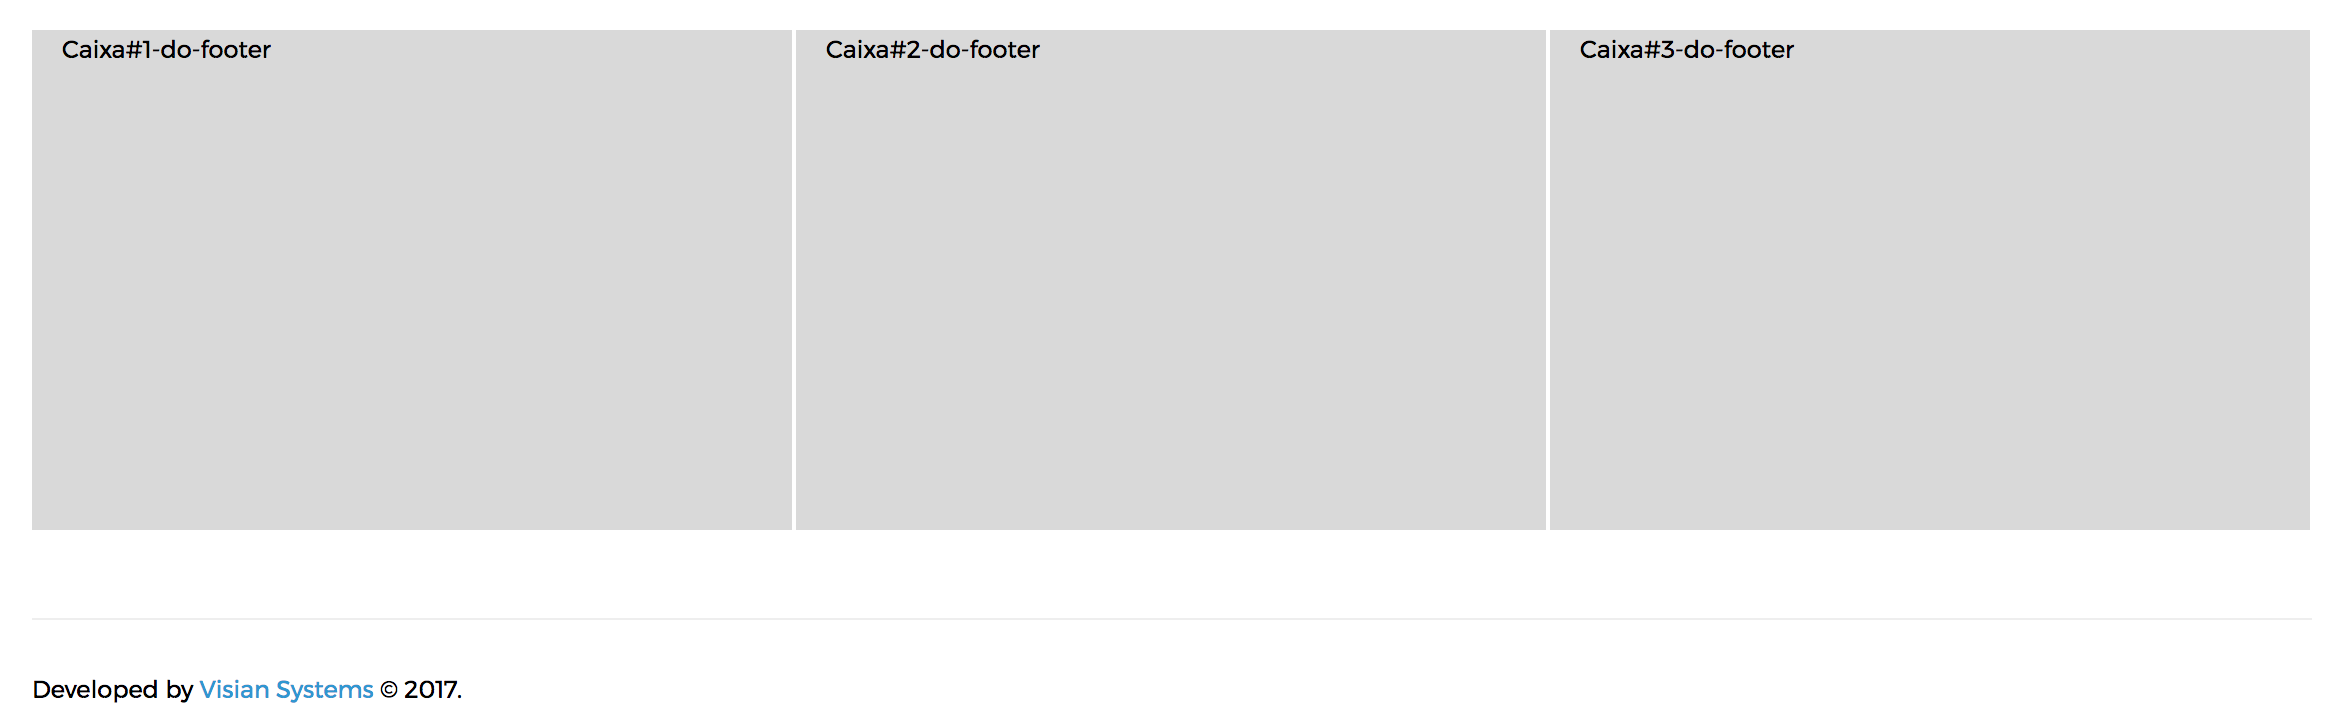 Caixa#1-do-footer
Caixa#2-do-footer
Caixa#3-do-footer
Developed by Visian Systems © 2017.